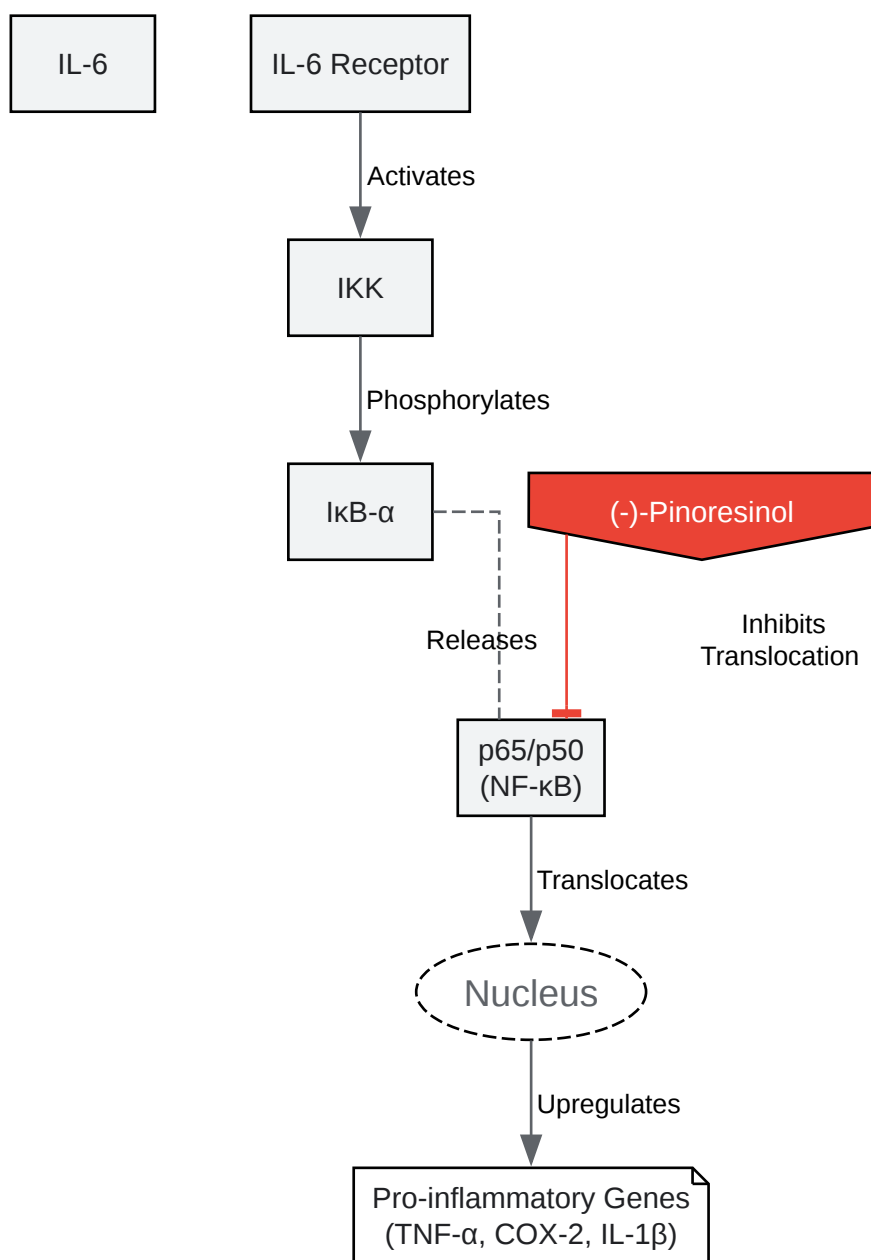 IL-6
IL-6 Receptor
Activates
IKK
Phosphorylates
IκB-α
(-)-Pinoresinol
Releases
Inhibits
Translocation
p65/p50
(NF-κB)
Translocates
Nucleus
Upregulates
Pro-inflammatory Genes
(TNF-α, COX-2, IL-1β)